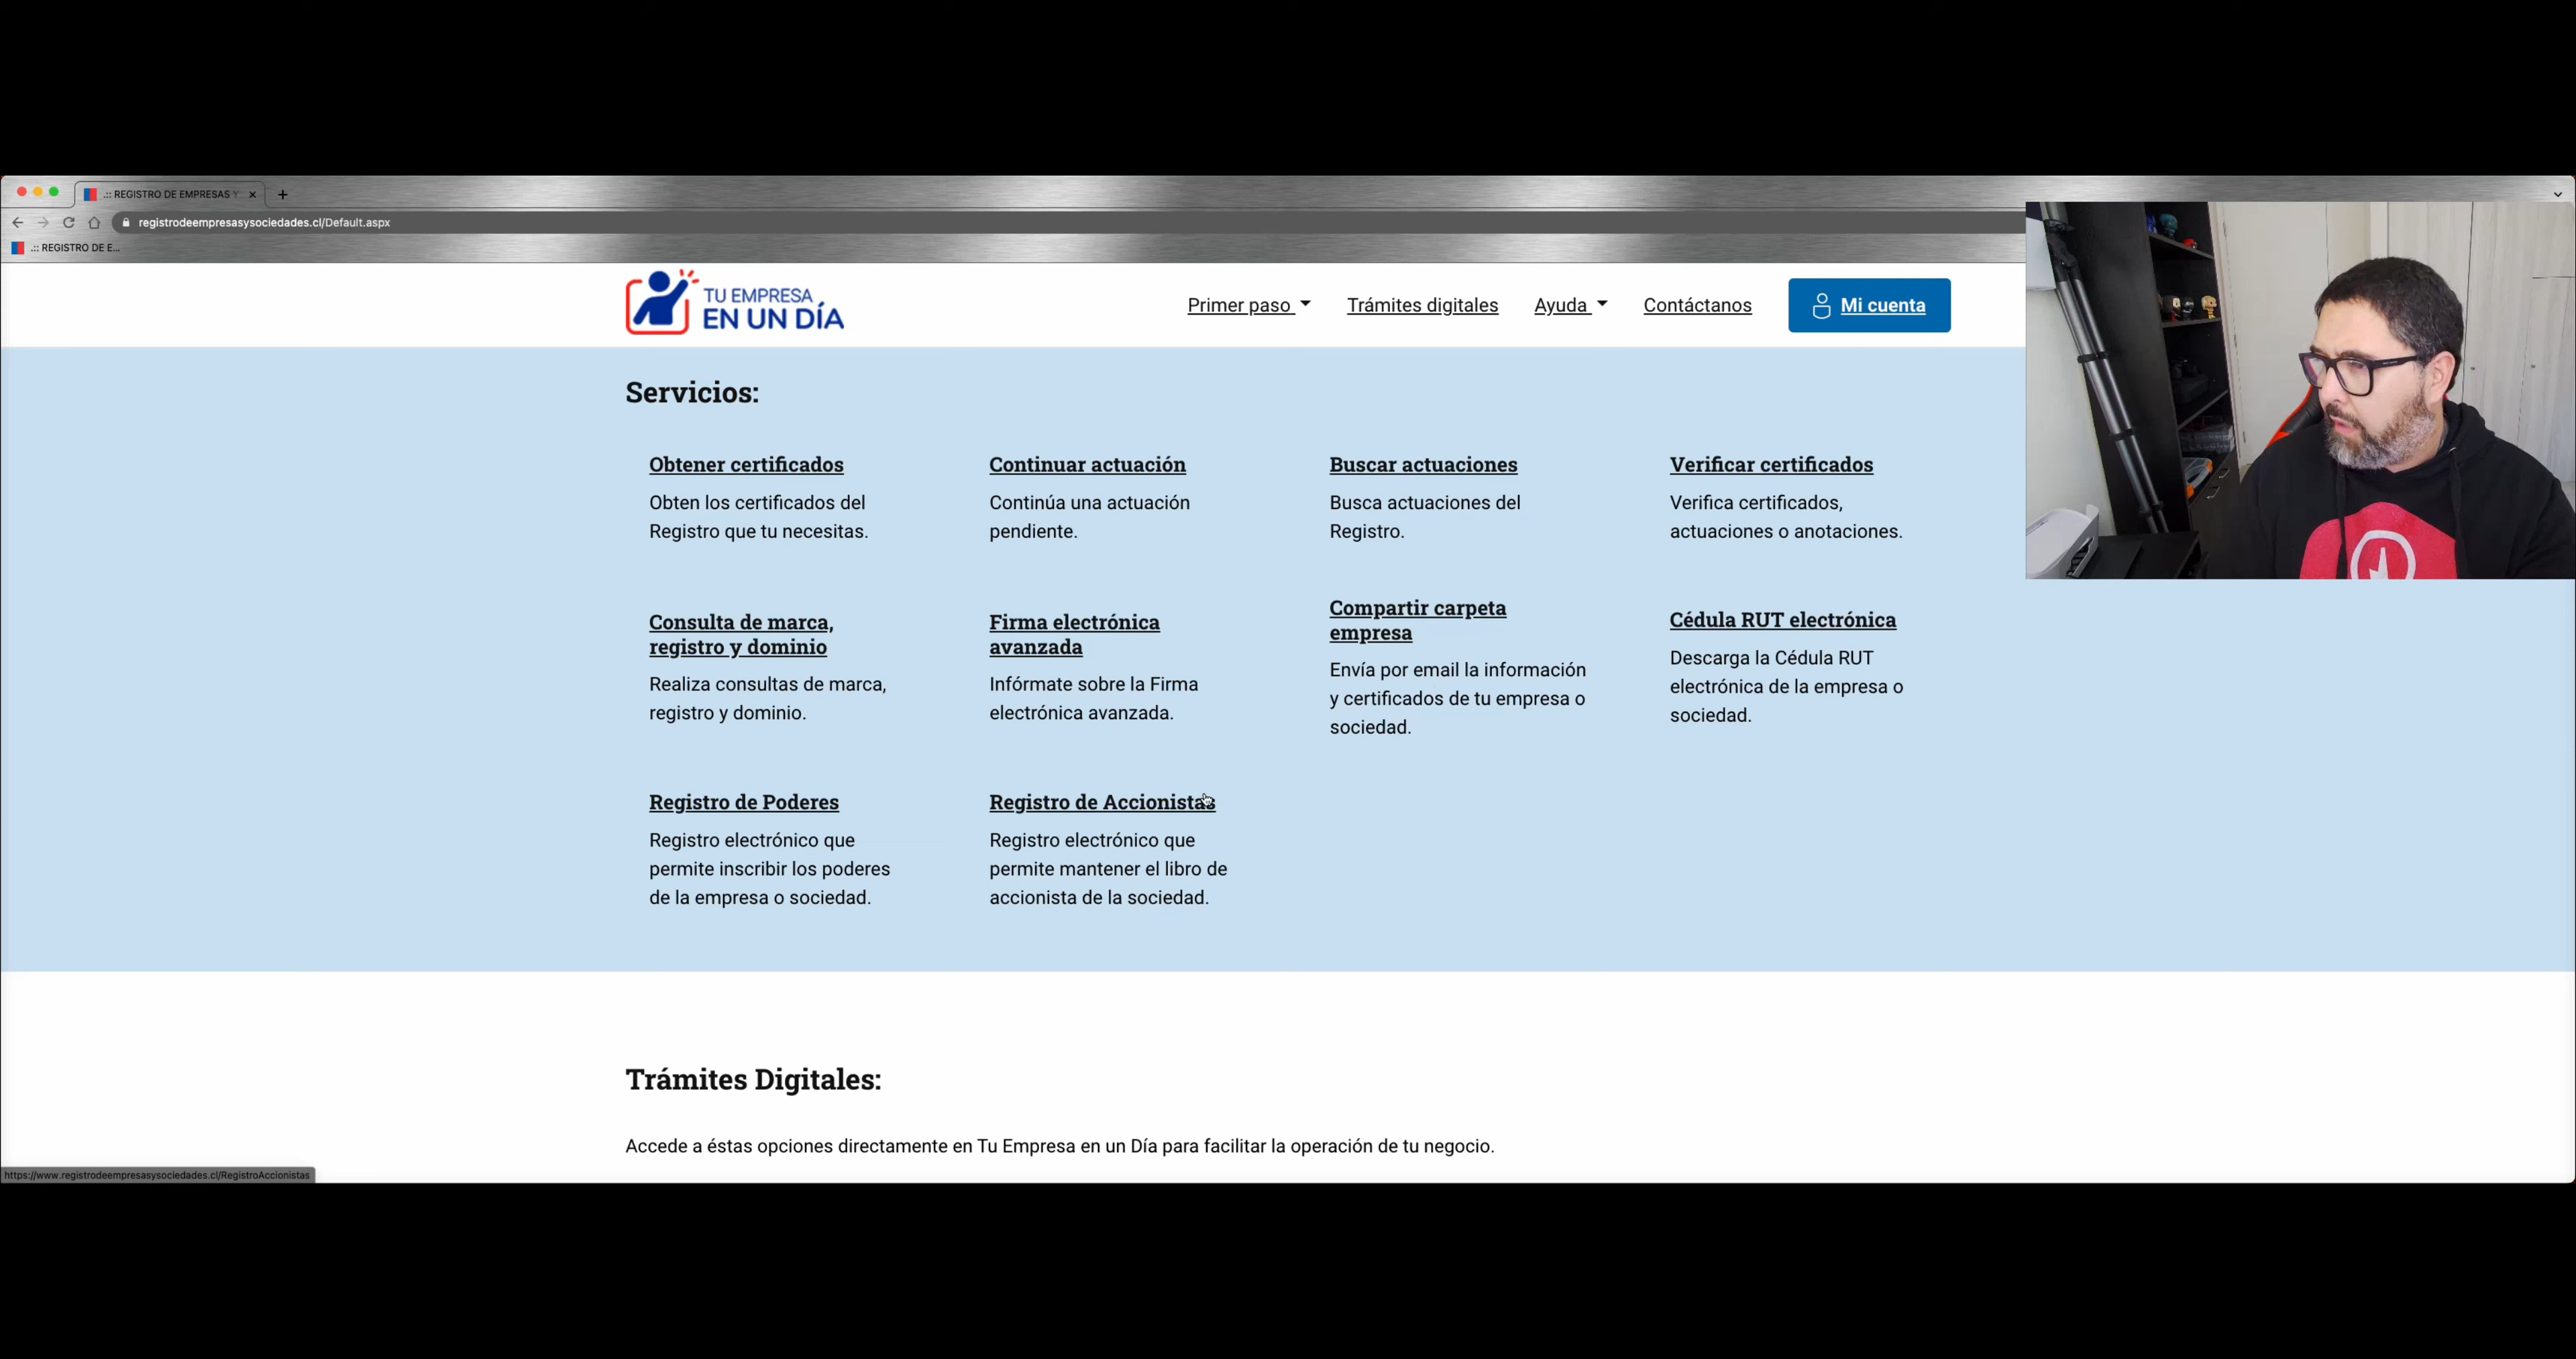 .:: REGISTRO DE EMPRESAS Y
registrodeempresasysociedades.cl/Default.aspx
.:: REGISTRO DE E...
TU EMPRESA
EN UN DÍA
Primer paso
Trámites digitales
Ayuda
Contáctanos
Mi cuenta
Servicios:
Obtener certificados
Obten los certificados del
Registro que tu necesitas.
Continuar actuación
Continúa una actuación
pendiente.
Buscar actuaciones
Busca actuaciones del
Registro.
Verificar certificados
Verifica certificados,
actuaciones o anotaciones.
Consulta de marca,
registro y dominio
Realiza consultas de marca,
registro y dominio.
Firma electrónica
avanzada
Infórmate sobre la Firma
electrónica avanzada.
Compartir carpeta
empresa
Envía por email la información
y certificados de tu empresa o
sociedad.
Cédula RUT electrónica
Descarga la Cédula RUT
electrónica de la empresa o
sociedad.
Registro de Poderes
Registro electrónico que
permite inscribir los poderes
de la empresa o sociedad.
Registro de Accionistas
Registro electrónico que
permite mantener el libro de
accionista de la sociedad.
Trámites Digitales:
Accede a éstas opciones directamente en Tu Empresa en un Día para facilitar la operación de tu negocio.
https://www.registrodeempresasysociedades.cl/RegistroAccionistas